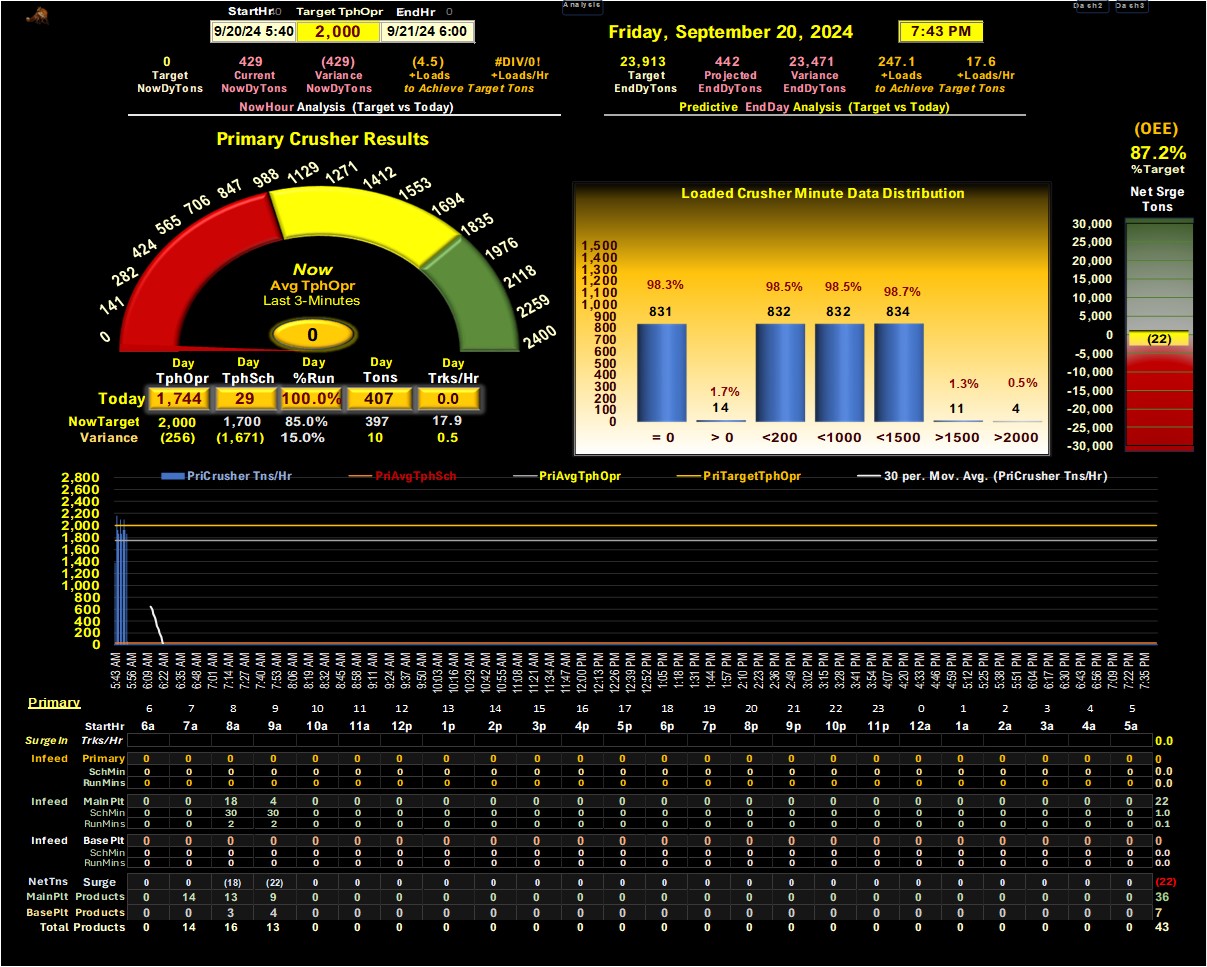 StartHr 0 Target TphOpr EndHr 0
9/20/24 5:40 2,000 9/21/24 6:00
Analysis
Dash2 Dash3
Friday, September 20, 2024 7:43 PM
0 429 (429) (4.5) #DIV/0!
Target Current Variance +Loads +Loads/Hr
NowDyTons NowDyTons NowDyTons to Achieve Target Tons
NowHour Analysis (Target vs Today)
23,913 442 23,471 247.1 17.6
Target Projected Variance +Loads +Loads/Hr
EndDyTons EndDyTons EndDyTons to Achieve Target Tons
Predictive EndDay Analysis (Target vs Today)
Primary Crusher Results
0 141 282 424 565 706 847 988 1129 1271 1412 1553 1694 1835 1976 2118 2259 2400
Now
Avg TphOpr
Last 3-Minutes
0
Day Day Day Day Day
TphOpr TphSch %Run Tons Trks/Hr
Today 1,744 29 100.0% 407 0.0
NowTarget 2,000 1,700 85.0% 397 17.9
Variance (256) (1,671) 15.0% 10 0.5
Loaded Crusher Minute Data Distribution
1,500
1,400
1,300
1,200
1,100
1,000
900
800
700
600
500
400
300
200
100
0
98.3% 1.7% 98.5% 98.5% 98.7% 1.3% 0.5%
831 14 832 832 834 11 4
= 0 > 0 <200 <1000 <1500 >1500 >2000
(OEE)
87.2%
%Target
Net Srge
Tons
30,000
25,000
20,000
15,000
10,000
5,000
0
-5,000
-10,000
-15,000
-20,000
-25,000
-30,000
(22)
PriCrusher Tns/Hr PriAvgTphSch PriAvgTphOpr PriTargetTphOpr 30 per. Mov. Avg. (PriCrusher Tns/Hr)
2,800
2,600
2,400
2,200
2,000
1,800
1,600
1,400
1,200
1,000
800
600
400
200
0
5:43 AM 5:56 AM 6:09 AM 6:22 AM 6:35 AM 6:48 AM 7:01 AM 7:14 AM 7:27 AM 7:40 AM 7:53 AM 8:06 AM 8:19 AM 8:32 AM 8:45 AM 8:58 AM 9:11 AM 9:24 AM 9:37 AM 9:50 AM 10:03 AM 10:16 AM 10:29 AM 10:42 AM 10:55 AM 11:08 AM 11:21 AM 11:34 AM 11:47 AM 12:00 PM 12:13 PM 12:26 PM 12:39 PM 12:52 PM 1:05 PM 1:18 PM 1:31 PM 1:44 PM 1:57 PM 2:10 PM 2:23 PM 2:36 PM 2:49 PM 3:02 PM 3:15 PM 3:28 PM 3:41 PM 3:54 PM 4:07 PM 4:20 PM 4:33 PM 4:46 PM 4:59 PM 5:12 PM 5:25 PM 5:38 PM 5:51 PM 6:04 PM 6:17 PM 6:30 PM 6:43 PM 6:56 PM 7:09 PM 7:22 PM 7:35 PM
Primary 6 7 8 9 10 11 12 13 14 15 16 17 18 19 20 21 22 23 0 1 2 3 4 5
StartHr 6a 7a 8a 9a 10a 11a 12p 1p 2p 3p 4p 5p 6p 7p 8p 9p 10p 11p 12a 1a 2a 3a 4a 5a
SurgeIn Trks/Hr 0.0
Infeed Primary 0 0 0 0 0 0 0 0 0 0 0 0 0 0 0 0 0 0 0 0 0 0 0 0 0
SchMin 0 0 0 0 0 0 0 0 0 0 0 0 0 0 0 0 0 0 0 0 0 0 0 0 0.0
RunMins 0 0 0 0 0 0 0 0 0 0 0 0 0 0 0 0 0 0 0 0 0 0 0 0 0.0
Infeed MainPlt 0 0 18 4 0 0 0 0 0 0 0 0 0 0 0 0 0 0 0 0 0 0 0 0 22
SchMin 0 0 30 30 0 0 0 0 0 0 0 0 0 0 0 0 0 0 0 0 0 0 0 0 1.0
RunMins 0 0 2 2 0 0 0 0 0 0 0 0 0 0 0 0 0 0 0 0 0 0 0 0 0.1
Infeed BasePlt 0 0 0 0 0 0 0 0 0 0 0 0 0 0 0 0 0 0 0 0 0 0 0 0 0
SchMin 0 0 0 0 0 0 0 0 0 0 0 0 0 0 0 0 0 0 0 0 0 0 0 0 0.0
RunMins 0 0 0 0 0 0 0 0 0 0 0 0 0 0 0 0 0 0 0 0 0 0 0 0 0.0
NetTns Surge 0 0 (18) (22) 0 0 0 0 0 0 0 0 0 0 0 0 0 0 0 0 0 0 0 0 (22)
MainPlt Products 0 14 13 9 0 0 0 0 0 0 0 0 0 0 0 0 0 0 0 0 0 0 0 0 36
BasePlt Products 0 0 3 4 0 0 0 0 0 0 0 0 0 0 0 0 0 0 0 0 0 0 0 0 7
Total Products 0 14 16 13 0 0 0 0 0 0 0 0 0 0 0 0 0 0 0 0 0 0 0 0 43